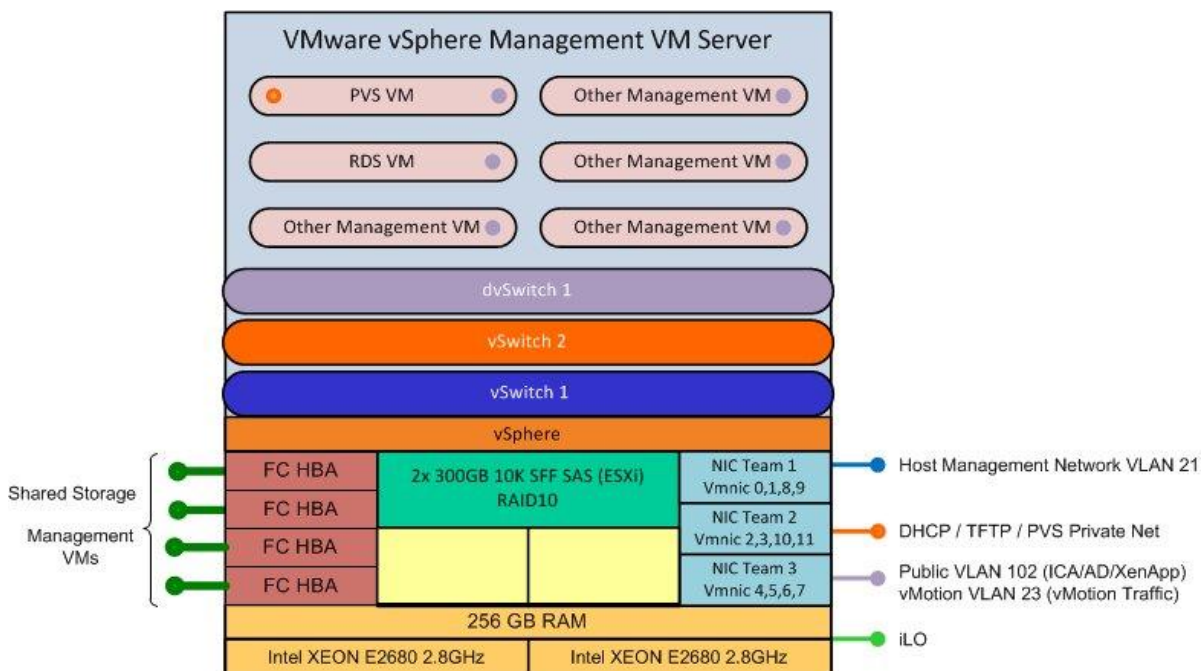 VMware vSphere Management VM Server
PVS VM
Other Management VM
RDS VM
Other Management VM
Other Management VM
Other Management VM
dvSwitch 1
vSwitch 2
vSwitch 1
vSphere
Shared Storage
Management
VMs
FC HBA
FC HBA
FC HBA
FC HBA
2x 300GB 10K SFF SAS (ESXi)
RAID10
NIC Team 1
Vmnic 0,1,8,9
NIC Team 2
Vmnic 2,3,10,11
NIC Team 3
Vmnic 4,5,6,7
Host Management Network VLAN 21
DHCP / TFTP / PVS Private Net
Public VLAN 102 (ICA/AD/XenApp)
vMotion VLAN 23 (vMotion Traffic)
iLO
256 GB RAM
Intel XEON E2680 2.8GHz
Intel XEON E2680 2.8GHz